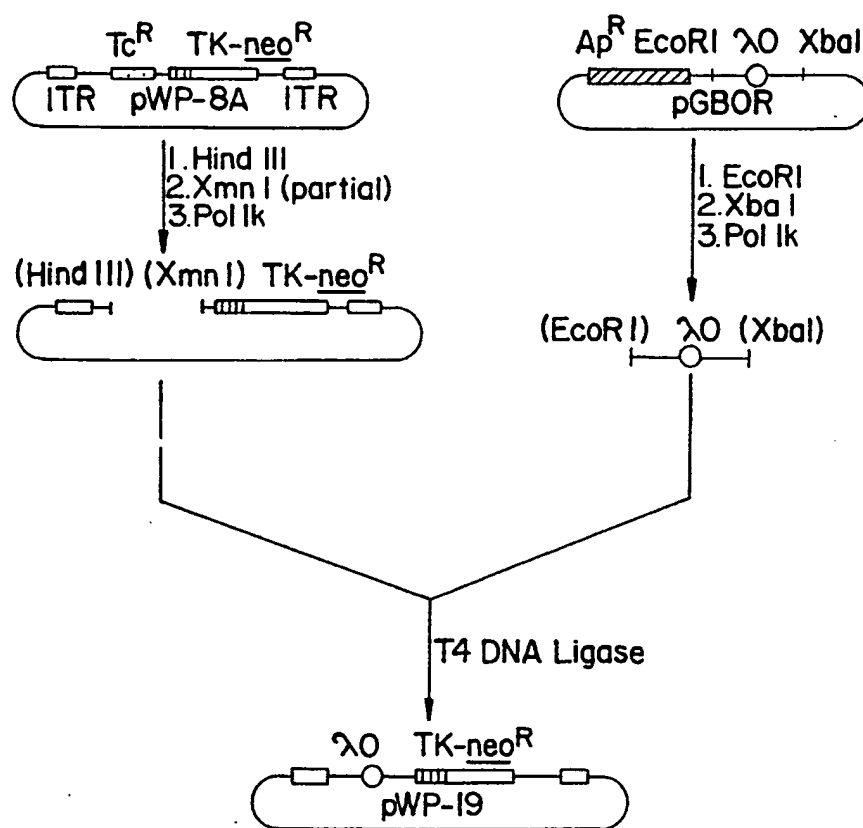 Tc^R TK-neo^R
ITR pWP-8A ITR
1. Hind III
2. Xmn I (partial)
3. Pol Ik
(Hind III) (Xmn I) TK-neo^R
Ap^R EcoRI λO XbaI
pGBOR
1. EcoRI
2. Xba I
3. Pol Ik
(EcoR I) λO (XbaI)
T4 DNA Ligase
λO TK-neo^R
pWP-19